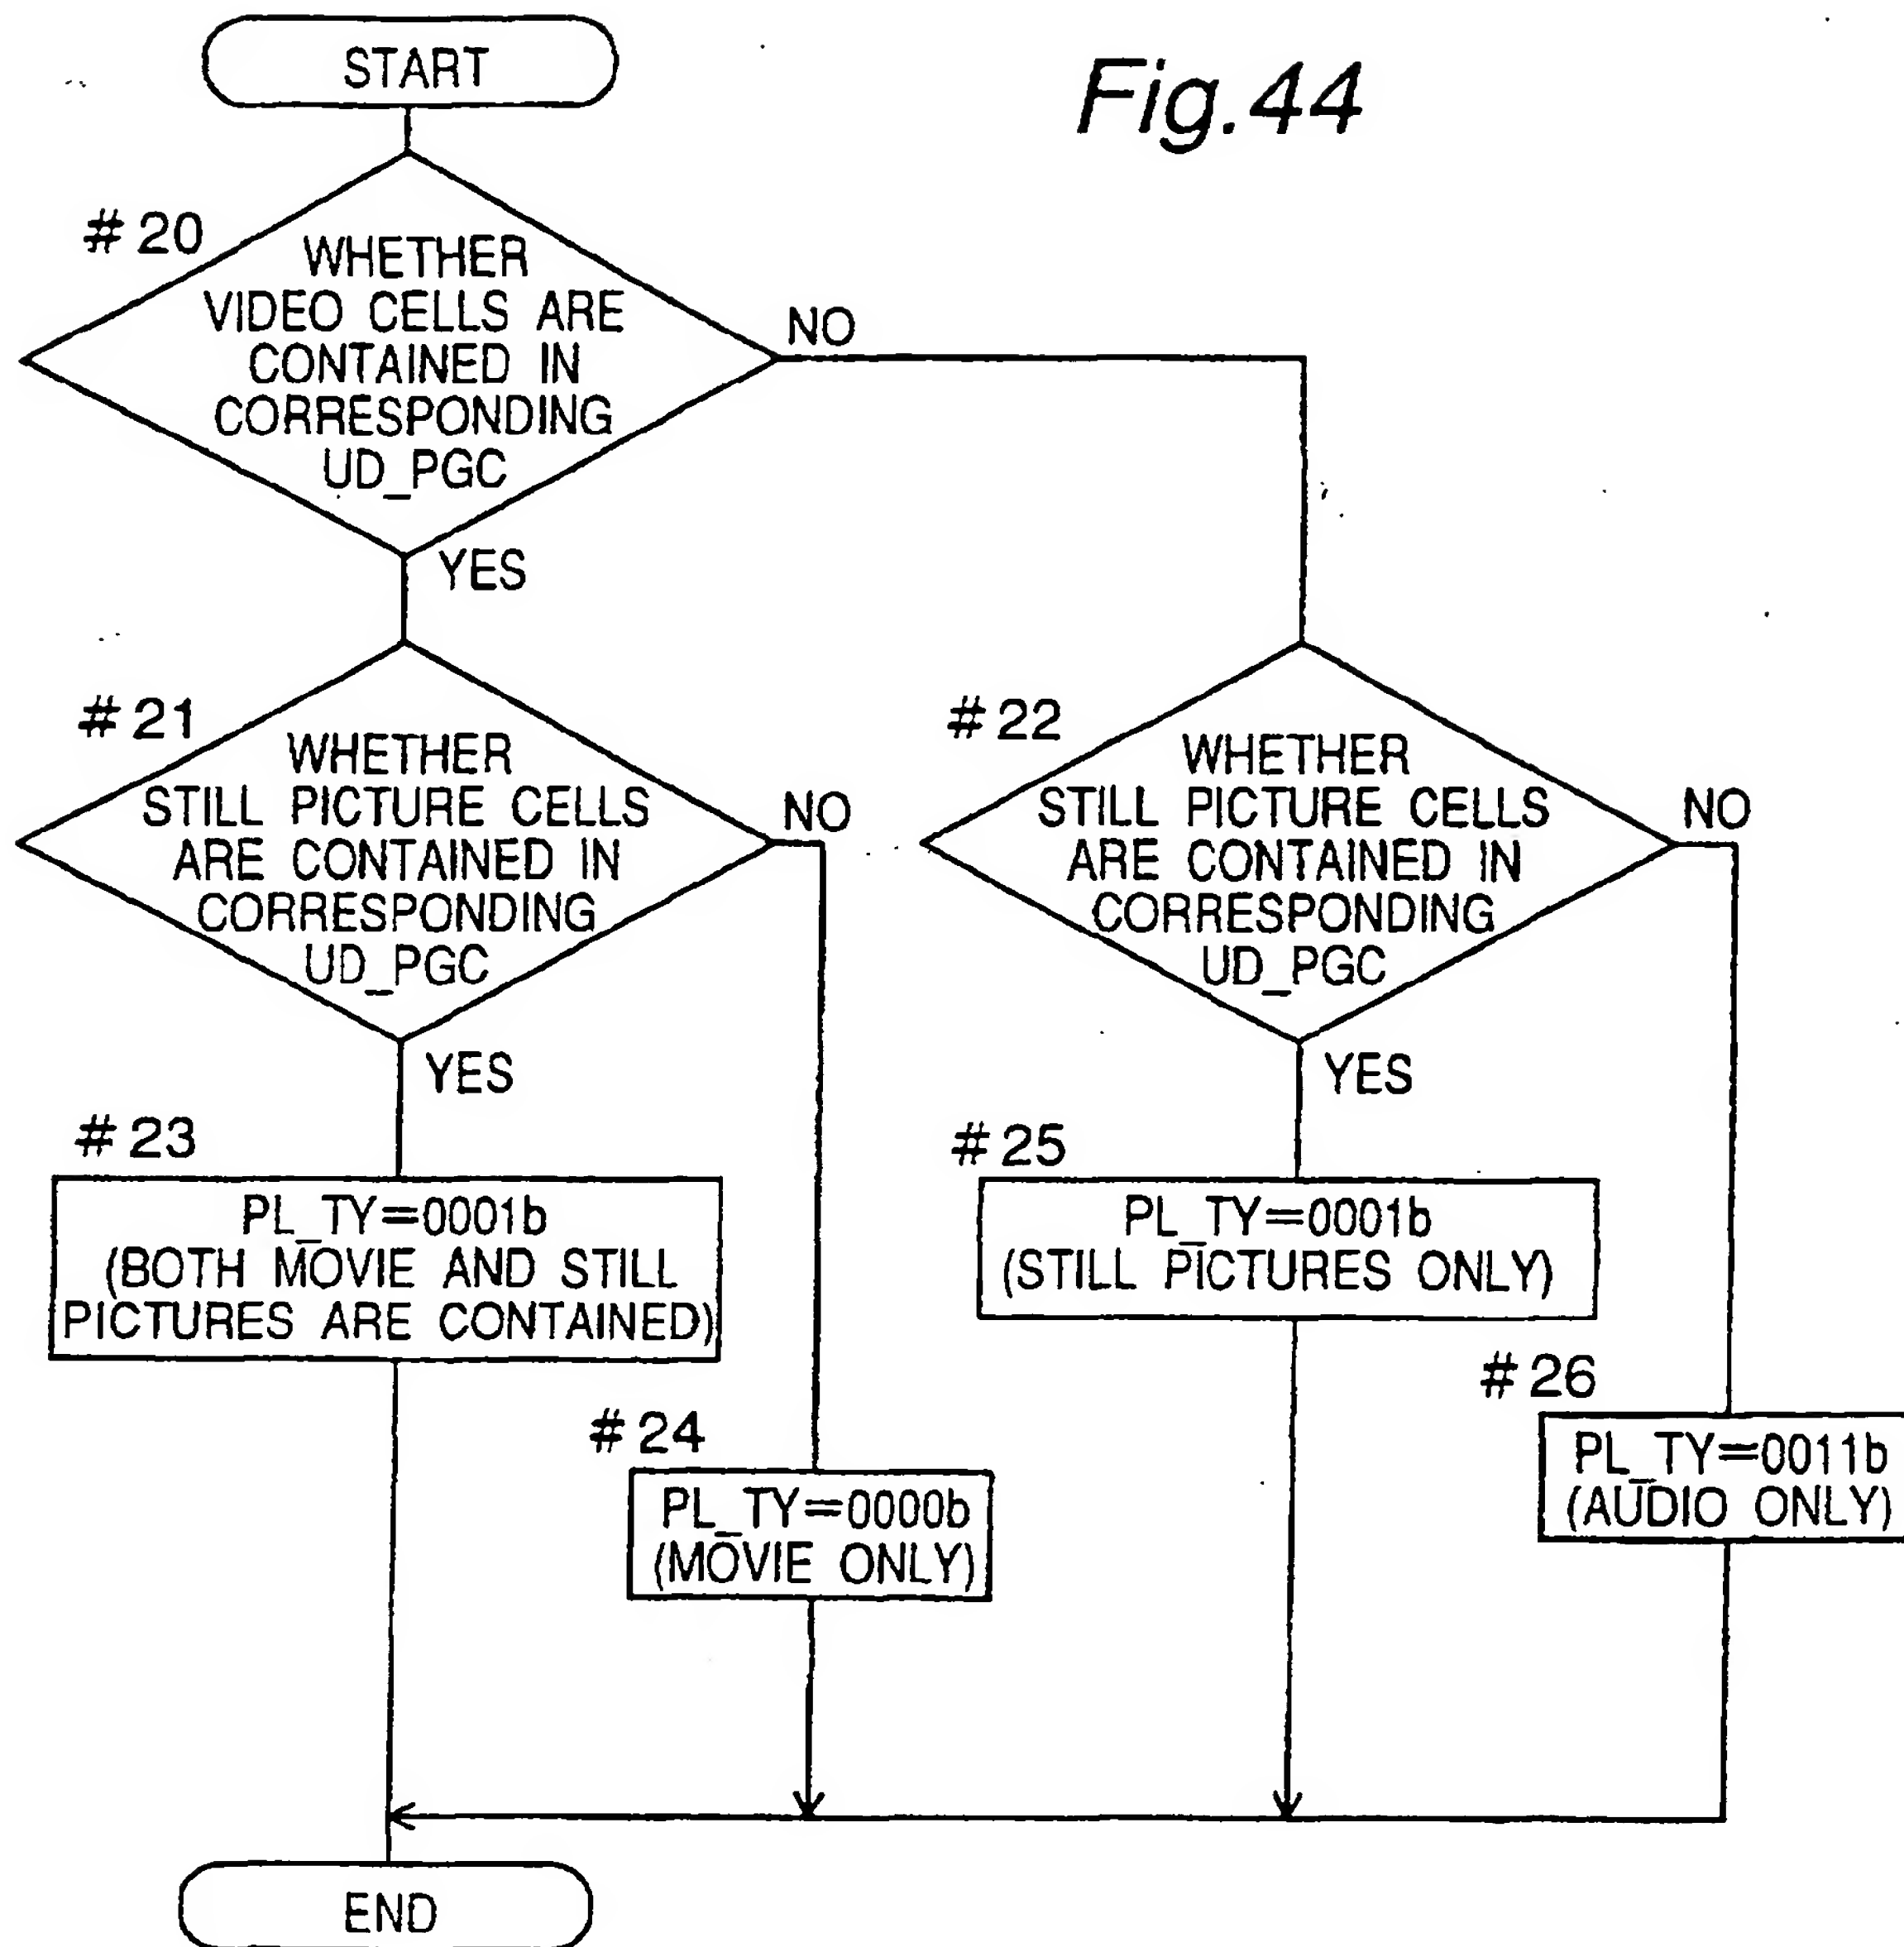 Fig.44
START
#20
WHETHER
VIDEO CELLS ARE
CONTAINED IN
CORRESPONDING
UD_PGC
NO
YES
#21
WHETHER
STILL PICTURE CELLS
ARE CONTAINED IN
CORRESPONDING
UD_PGC
NO
YES
#22
WHETHER
STILL PICTURE CELLS
ARE CONTAINED IN
CORRESPONDING
UD_PGC
NO
YES
#23
PL_TY=0001b
(BOTH MOVIE AND STILL
PICTURES ARE CONTAINED)
#24
PL_TY=0000b
(MOVIE ONLY)
#25
PL_TY=0001b
(STILL PICTURES ONLY)
#26
PL_TY=0011b
(AUDIO ONLY)
END